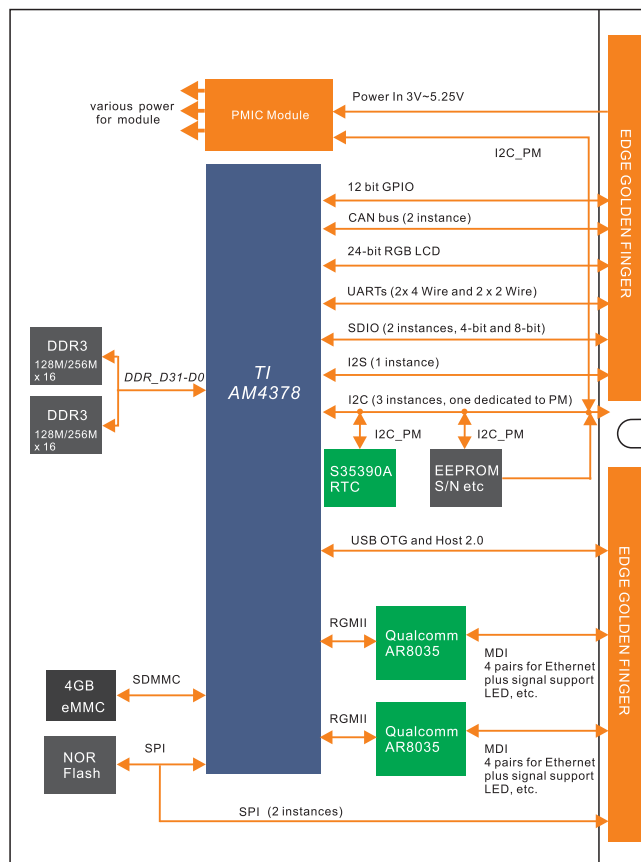 various power
for module
PMIC Module
Power In 3V~5.25V
I2C_PM
EDGE GOLDEN FINGER
TI
AM4378
12 bit GPIO
CAN bus (2 instance)
24-bit RGB LCD
UARTs (2x 4 Wire and 2 x 2 Wire)
SDIO (2 instances, 4-bit and 8-bit)
I2S (1 instance)
I2C (3 instances, one dedicated to PM)
DDR3
128M/256M
x 16
DDR3
128M/256M
x 16
DDR_D31-D0
I2C_PM
I2C_PM
S35390A
RTC
EEPROM
S/N etc
USB OTG and Host 2.0
EDGE GOLDEN FINGER
RGMII
Qualcomm
AR8035
MDI
4 pairs for Ethernet
plus signal support
LED, etc.
4GB
eMMC
SDMMC
RGMII
Qualcomm
AR8035
MDI
4 pairs for Ethernet
plus signal support
LED, etc.
NOR
Flash
SPI
SPI (2 instances)